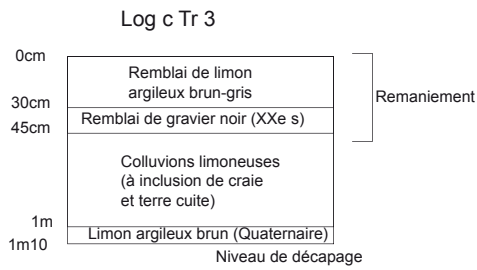 Log c Tr 3
0cm
Remblai de limon
argileux brun-gris
30cm
Remaniement
Remblai de gravier noir (XXe s)
45cm
Colluvions limoneuses
(à inclusion de craie
et terre cuite)
1m
Limon argileux brun (Quaternaire)
1m10
Niveau de décapage